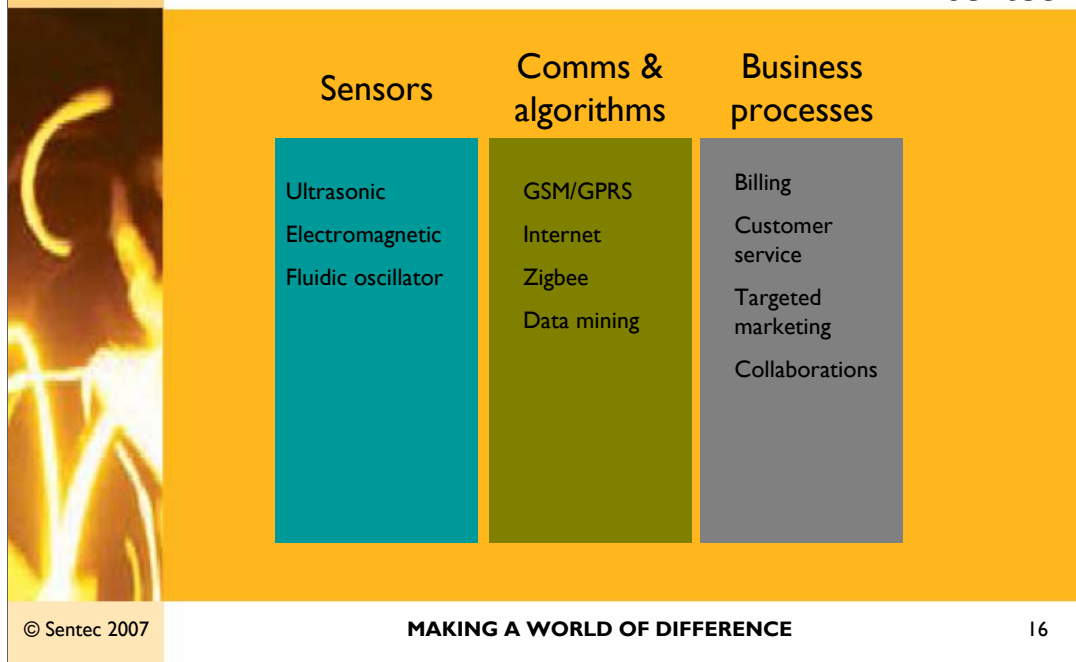 Sensors
Comms &
algorithms
Business
processes
Ultrasonic
Electromagnetic
Fluidic oscillator
GSM/GPRS
Internet
Zigbee
Data mining
Billing
Customer
service
Targeted
marketing
Collaborations
© Sentec 2007
MAKING A WORLD OF DIFFERENCE
16